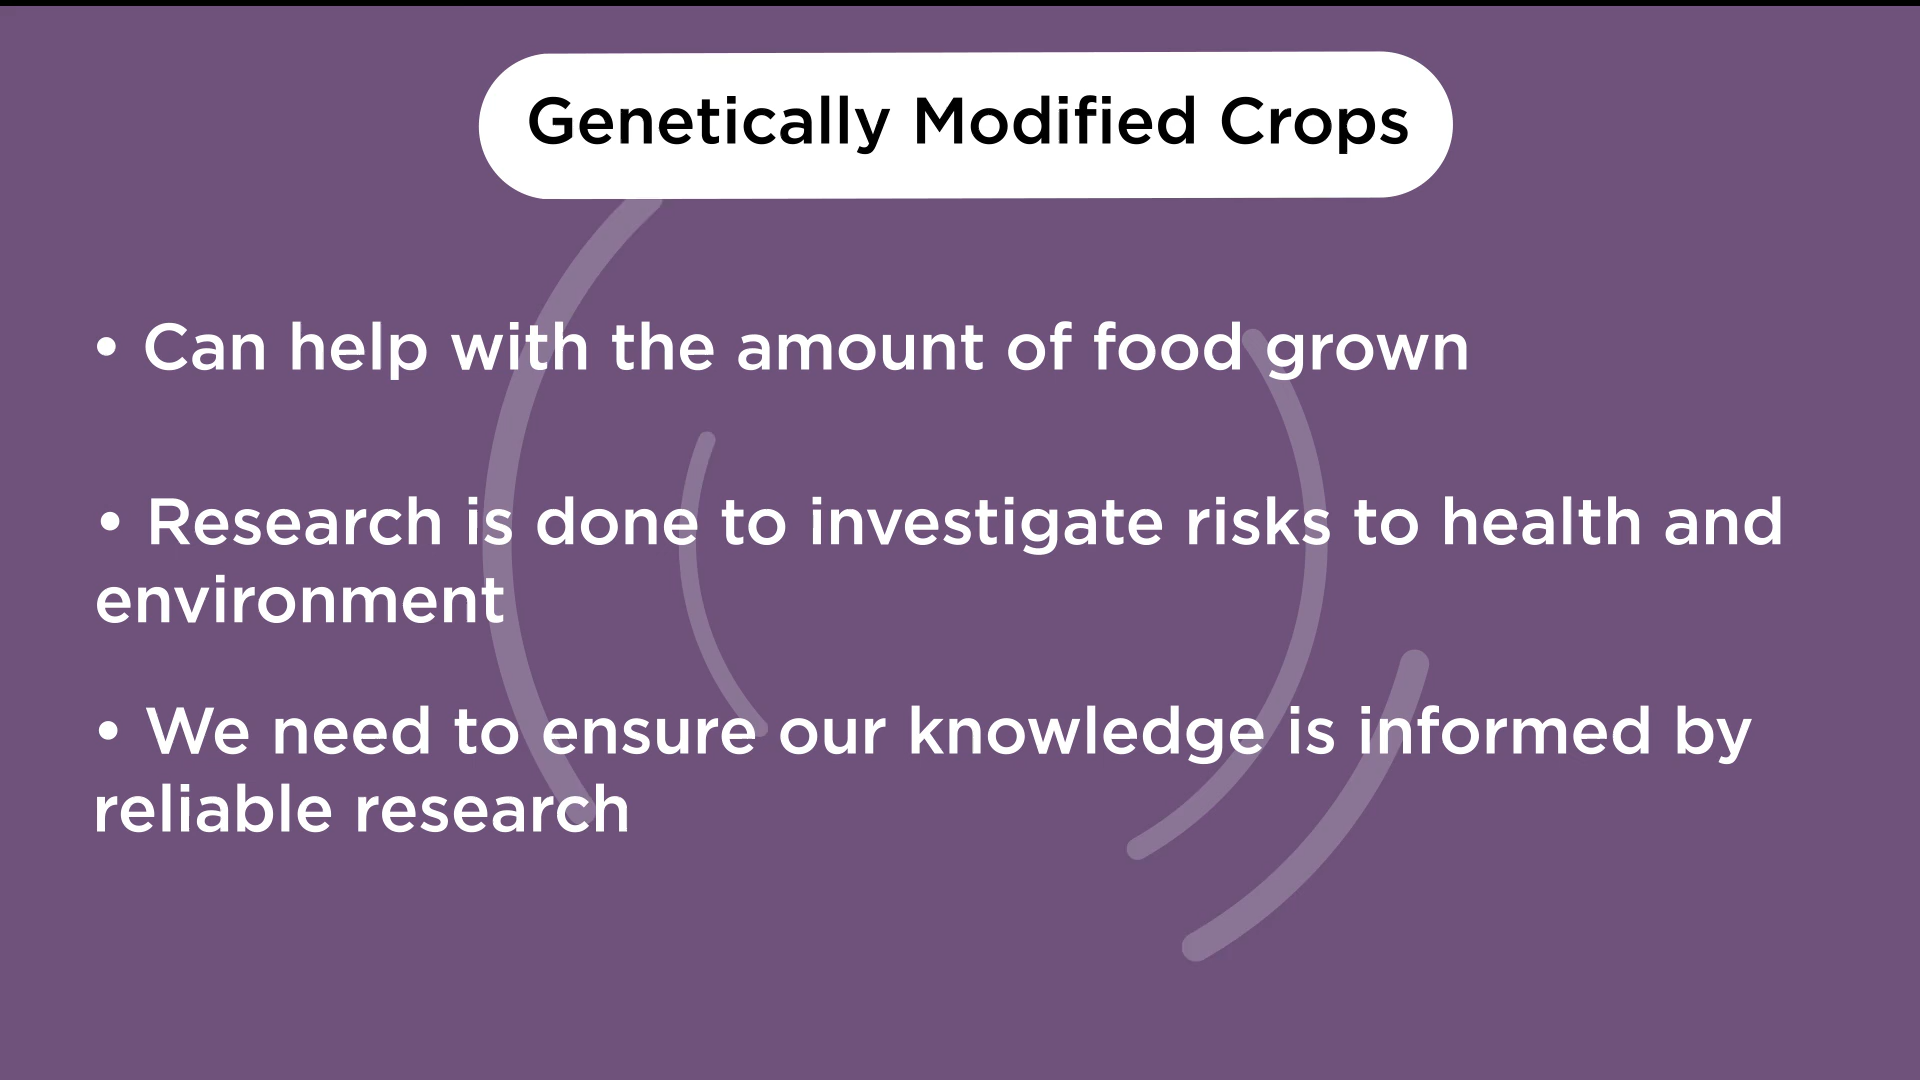 Genetically Modified Crops
• Can help with the amount of food grown
• Research is done to investigate risks to health and
environment
• We need to ensure our knowledge is informed by
reliable research